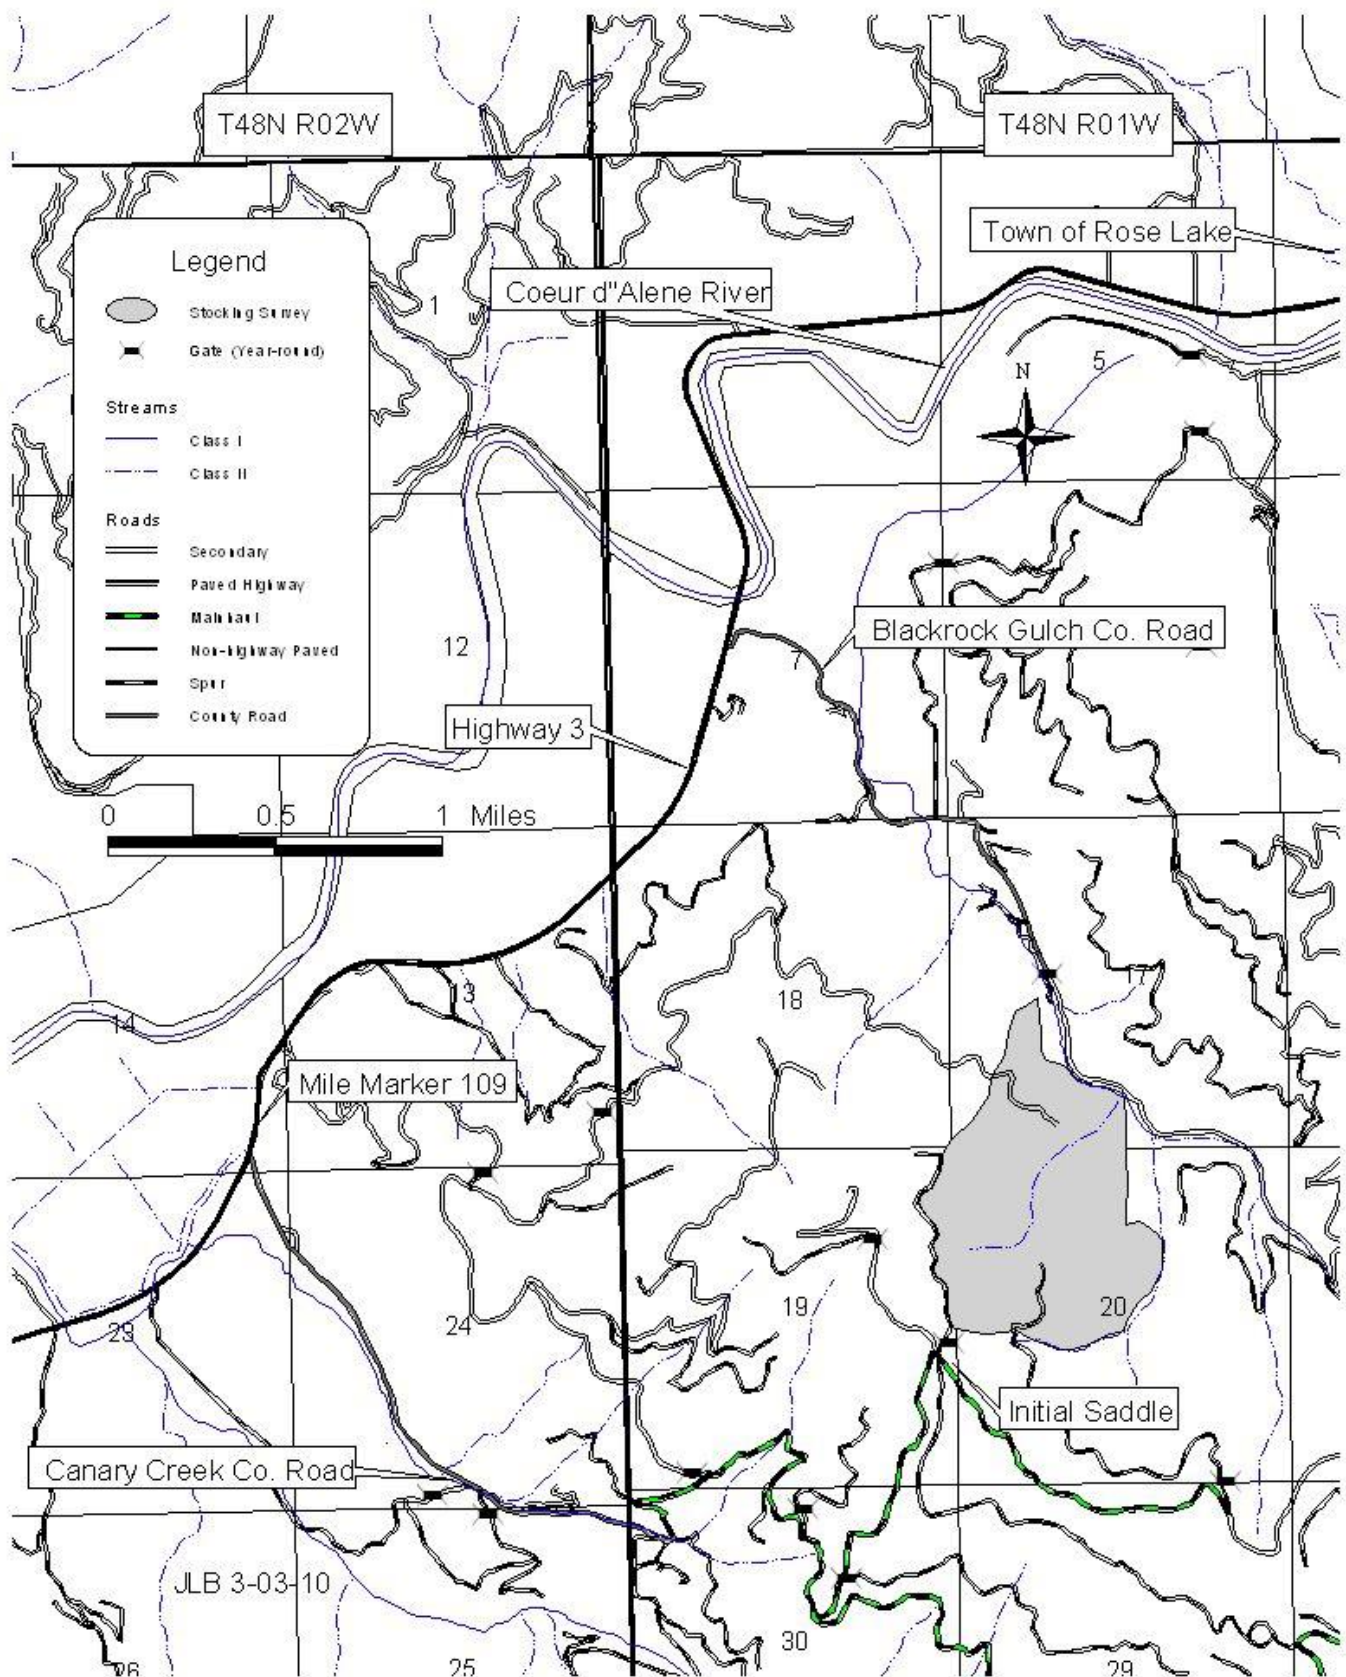 T48N R02W
T48N R01W
Town of Rose Lake
Legend
Stocking Survey
Gate (Year-round)
Streams
Class I
Class II
Roads
Secondary
Paved Highway
Mainhaul
Non-highway Paved
Spur
County Road
1
Coeur d"Alene River
5
N
Blackrock Gulch Co. Road
12
7
Highway 3
0 0.5 1 Miles
3
18
17
14
Mile Marker 109
19
20
24
23
Initial Saddle
Canary Creek Co. Road
JLB 3-03-10
30
26
25
29